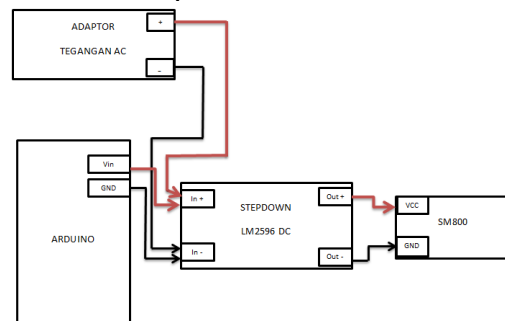 ADAPTOR
TEGANGAN AC
+
_
ARDUINO
Vin
GND
In +
In -
STEPDOWN
LM2596 DC
Out +
Out -
VCC
GND
SM800